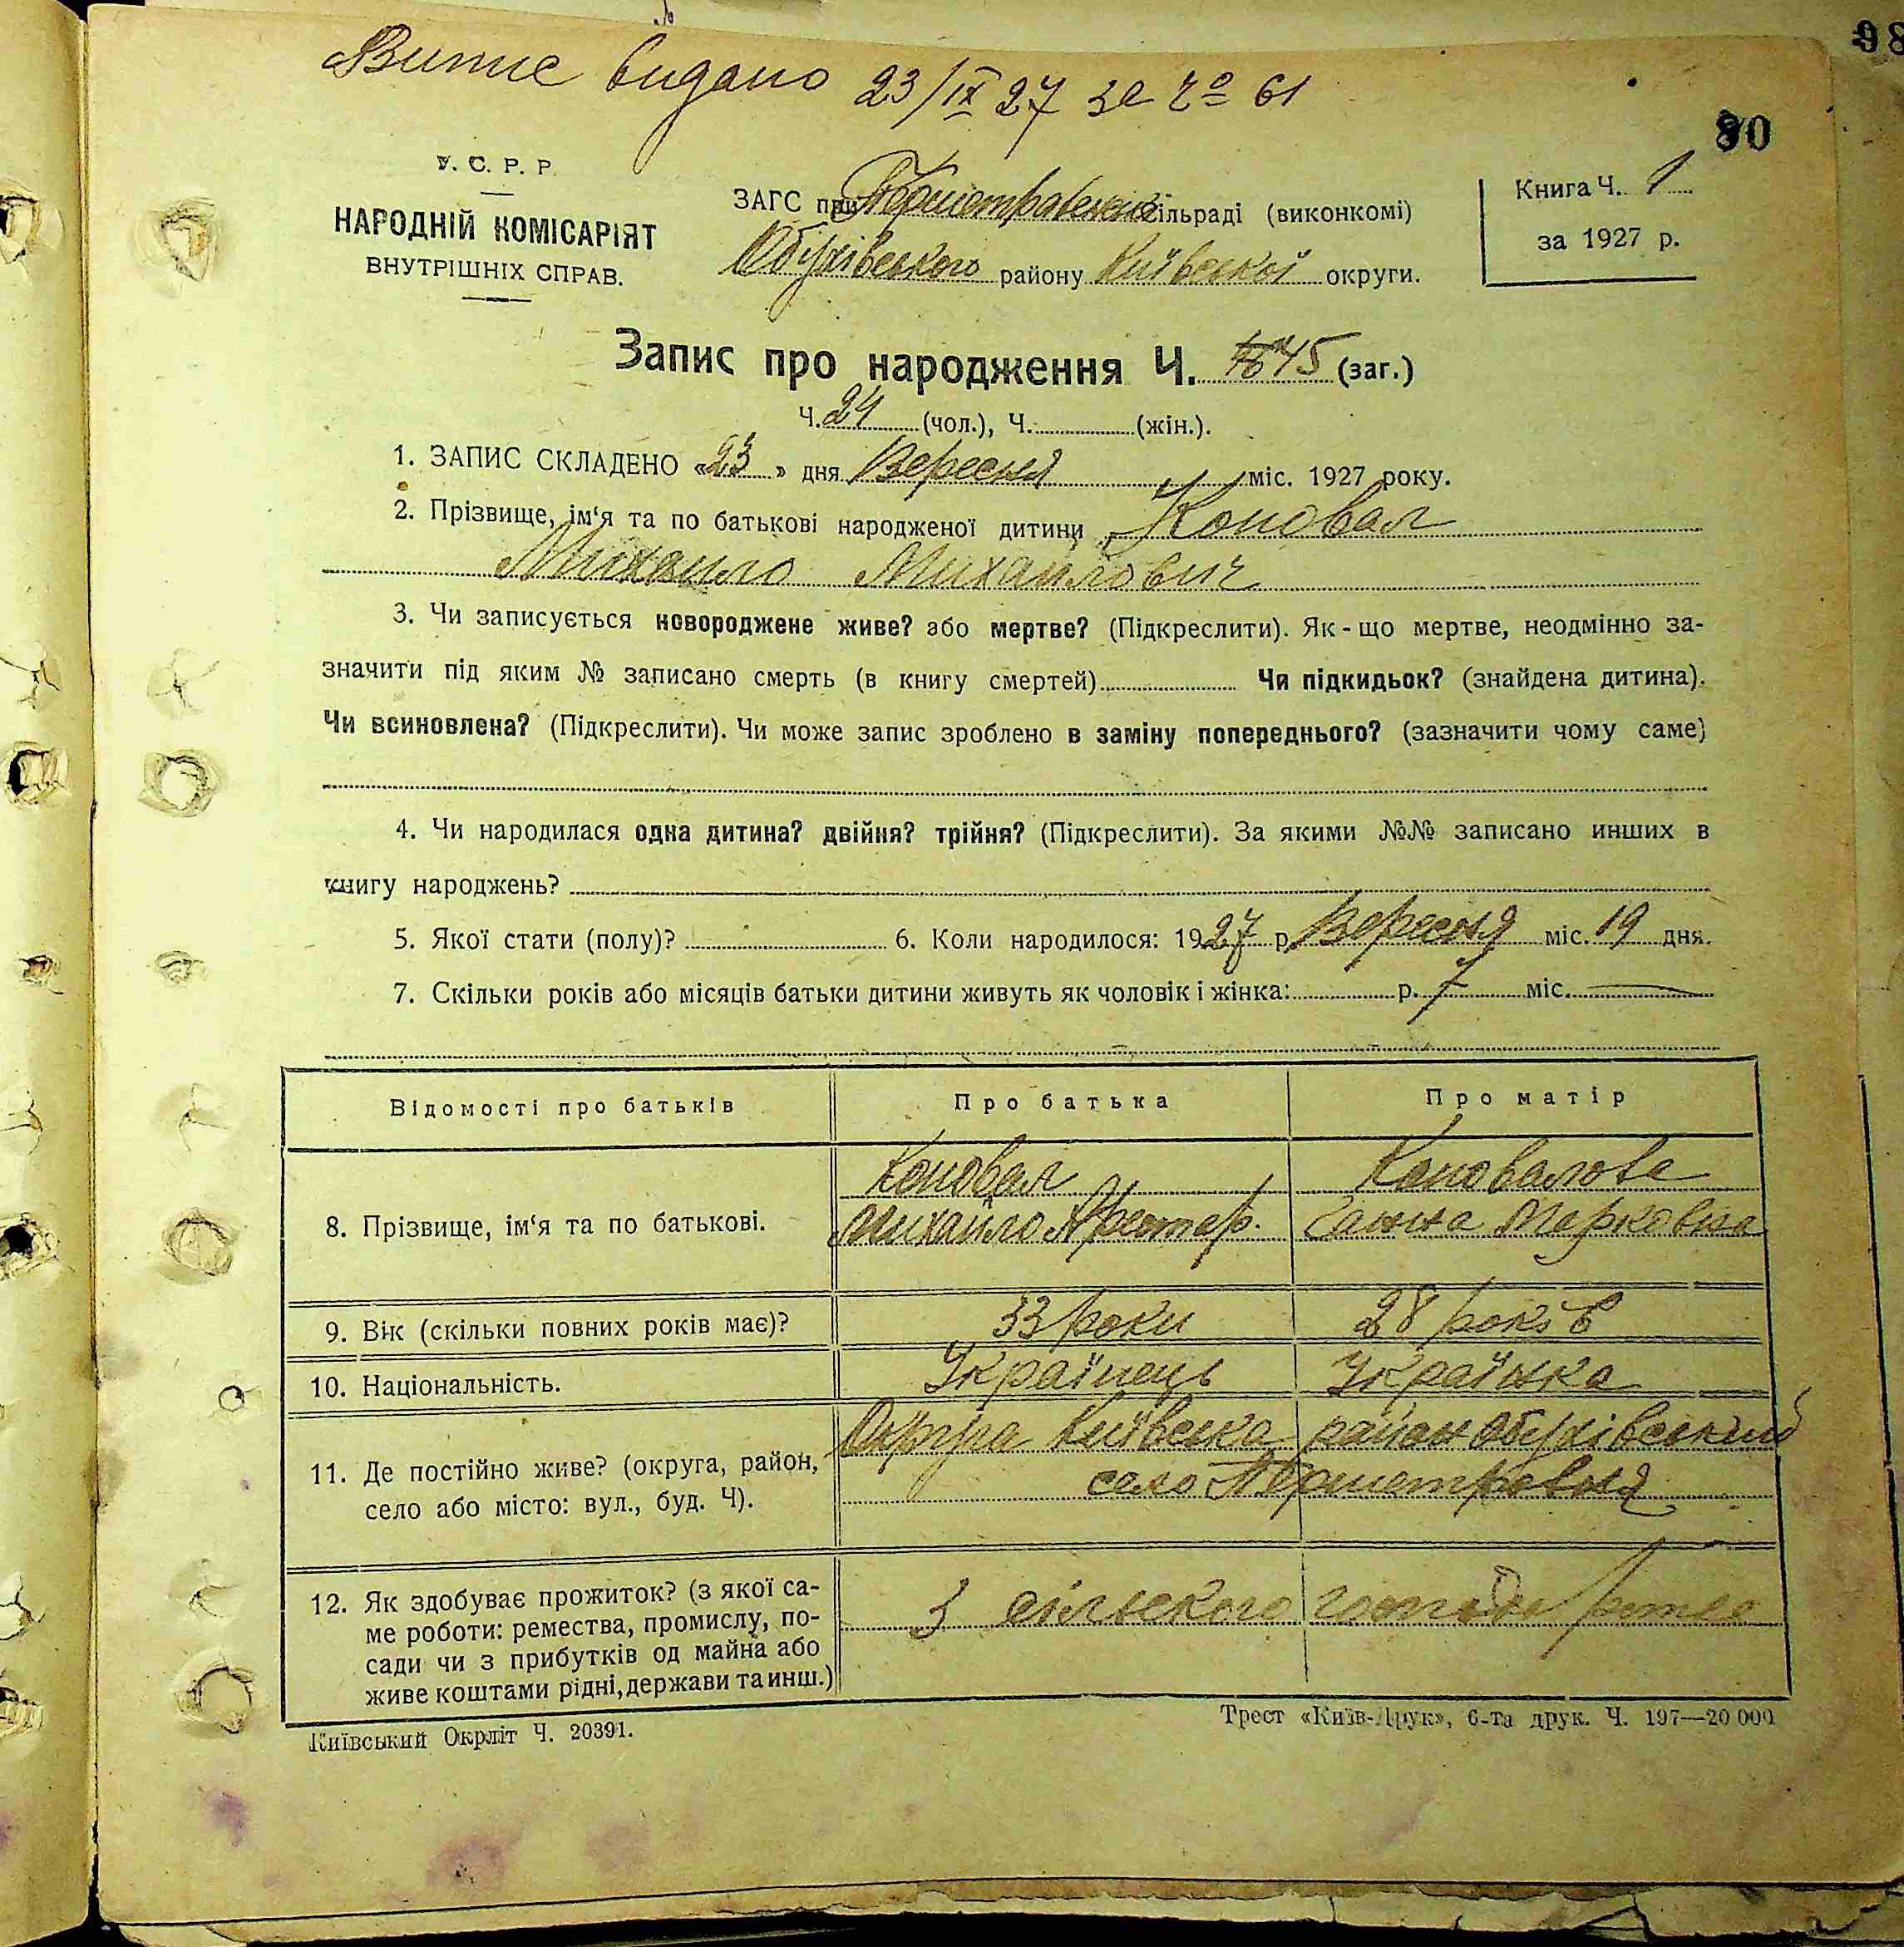 Випис видано 23/IX 27 за № 61
80
У. С. Р. Р.
НАРОДНІЙ КОМІСАРІЯТ
ВНУТРІШНІХ СПРАВ.
ЗАГС при сільраді (виконкомі)
Обухівського району Київської округи.
Книга Ч. 1
за 1927 р.
Запис про народження Ч. 45 (заг.)
Ч. 24 (чол.), Ч. (жін.).
1. ЗАПИС СКЛАДЕНО «23» дня Вересня міс. 1927 року.
2. Прізвище, ім‘я та по батькові народженої дитини Коновал
Михайло Михайлович
3. Чи записується новороджене живе? або мертве? (Підкреслити). Як-що мертве, неодмінно за-
значити під яким № записано смерть (в книгу смертей) Чи підкидьок? (знайдена дитина).
Чи всиновлена? (Підкреслити). Чи може запис зроблено в заміну попереднього? (зазначити чому саме)
4. Чи народилася одна дитина? двійня? трійня? (Підкреслити). За якими №№ записано инших в
книгу народжень?
5. Якої стати (полу)? 6. Коли народилося: 1927 р. Вересня міс. 19 дня.
7. Скільки років або місяців батьки дитини живуть як чоловік і жінка: р. 7 міс. —
Відомості про батьків Про батька Про матір
8. Прізвище, ім‘я та по батькові.
Коновал Коновалова
Михайло Ганна Марковна
9. Вік (скільки повних років має)? 33 роки 28 років
10. Національність. Українець Українка
11. Де постійно живе? (округа, район,
село або місто: вул., буд. Ч).
Округа Київська район Обухівський
село
12. Як здобуває прожиток? (з якої са-
ме роботи: ремества, промислу, по-
сади чи з прибутків од майна або
живе коштами рідні, держави та инш.)
З сільського
Київський Окрліт Ч. 20391.
Трест «Київ-Друк», 6-та друк. Ч. 197—20 000